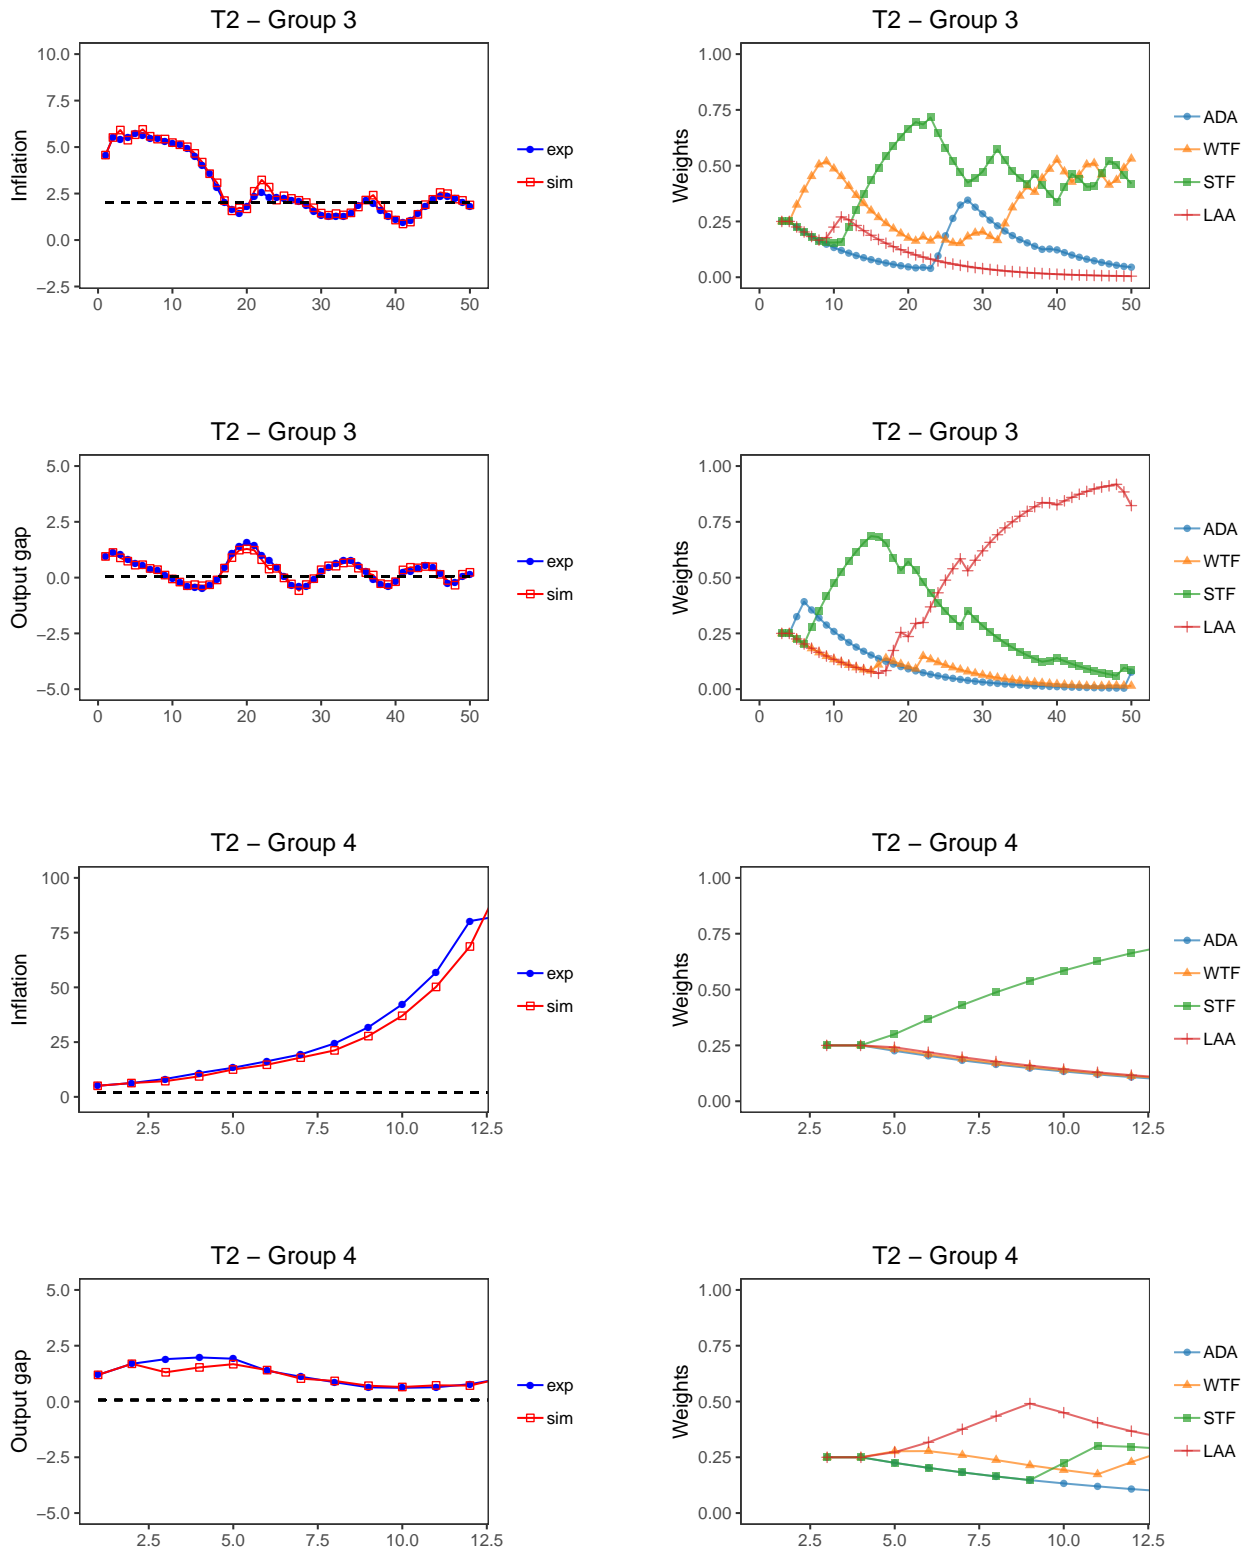 T2 – Group 3
Inflation
10.0
7.5
5.0
2.5
0.0
−2.5
0 10 20 30 40 50
exp
sim
T2 – Group 3
Weights
1.00
0.75
0.50
0.25
0.00
0 10 20 30 40 50
ADA
WTF
STF
LAA
T2 – Group 3
Output gap
5.0
2.5
0.0
−2.5
−5.0
0 10 20 30 40 50
exp
sim
T2 – Group 3
Weights
1.00
0.75
0.50
0.25
0.00
0 10 20 30 40 50
ADA
WTF
STF
LAA
T2 – Group 4
Inflation
100
75
50
25
0
2.5 5.0 7.5 10.0 12.5
exp
sim
T2 – Group 4
Weights
1.00
0.75
0.50
0.25
0.00
2.5 5.0 7.5 10.0 12.5
ADA
WTF
STF
LAA
T2 – Group 4
Output gap
5.0
2.5
0.0
−2.5
−5.0
2.5 5.0 7.5 10.0 12.5
exp
sim
T2 – Group 4
Weights
1.00
0.75
0.50
0.25
0.00
2.5 5.0 7.5 10.0 12.5
ADA
WTF
STF
LAA